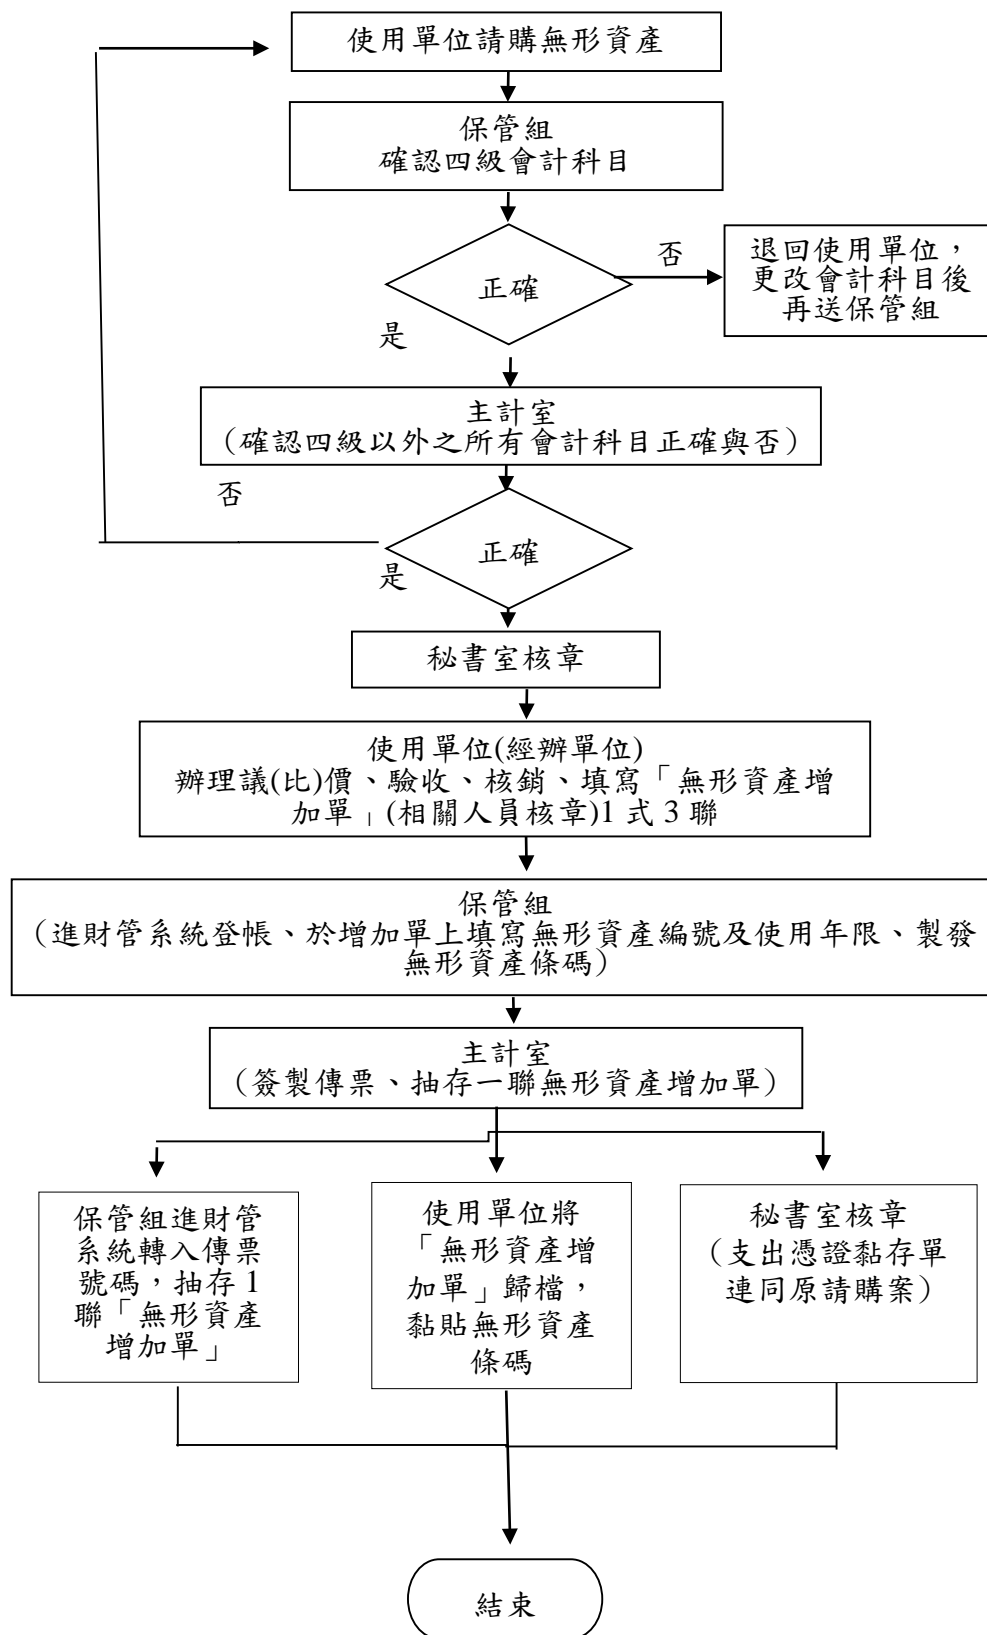 使用單位請購無形資產
保管組
確認四級會計科目
正確
否
退回使用單位，
更改會計科目後
再送保管組
是
主計室
（確認四級以外之所有會計科目正確與否）
否
正確
是
秘書室核章
使用單位(經辦單位)
辦理議(比)價、驗收、核銷、填寫「無形資產增
加單」(相關人員核章)1 式 3 聯
保管組
（進財管系統登帳、於增加單上填寫無形資產編號及使用年限、製發
無形資產條碼）
主計室
（簽製傳票、抽存一聯無形資產增加單）
保管組進財管
系統轉入傳票
號碼，抽存 1
聯「無形資產
增加單」
使用單位將
「無形資產增
加單」歸檔，
黏貼無形資產
條碼
秘書室核章
（支出憑證黏存單
連同原請購案）
結束